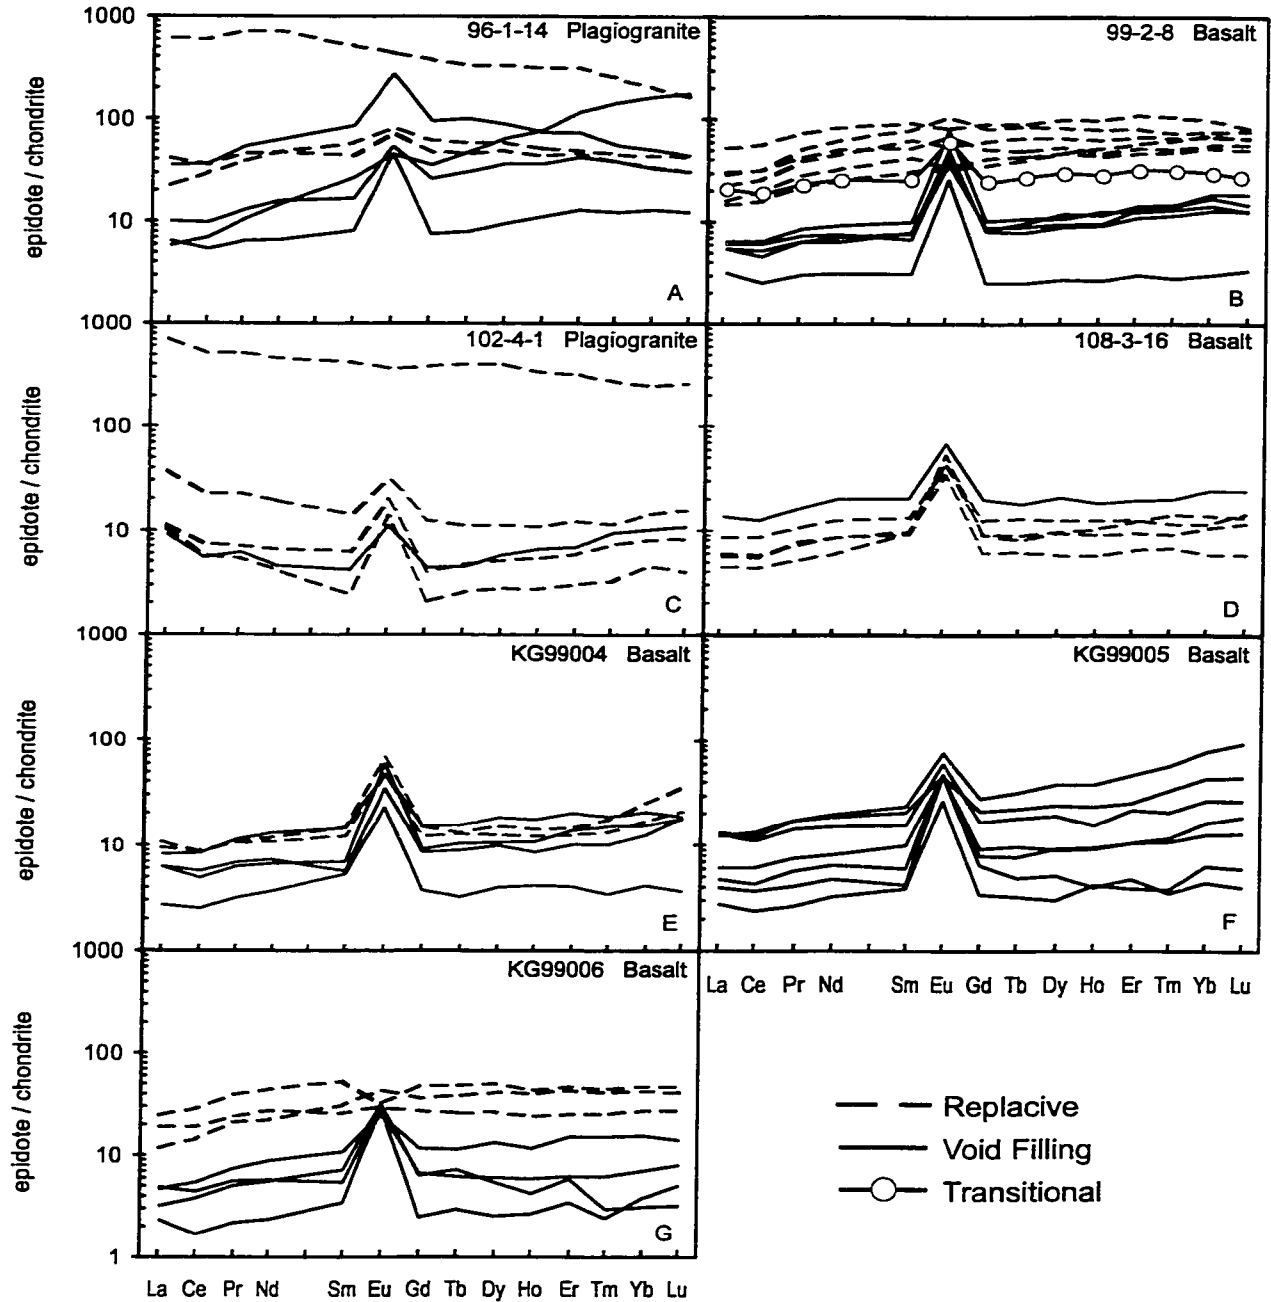 1000
96-1-14 Plagiogranite
99-2-8 Basalt
100
epidote / chondrite
10
A
B
1000
102-4-1 Plagiogranite
108-3-16 Basalt
100
epidote / chondrite
10
C
D
1000
KG99004 Basalt
KG99005 Basalt
100
epidote / chondrite
10
E
F
1000
KG99006 Basalt
La Ce Pr Nd Sm Eu Gd Tb Dy Ho Er Tm Yb Lu
100
epidote / chondrite
10
G
1
La Ce Pr Nd Sm Eu Gd Tb Dy Ho Er Tm Yb Lu
Replacive
Void Filling
Transitional